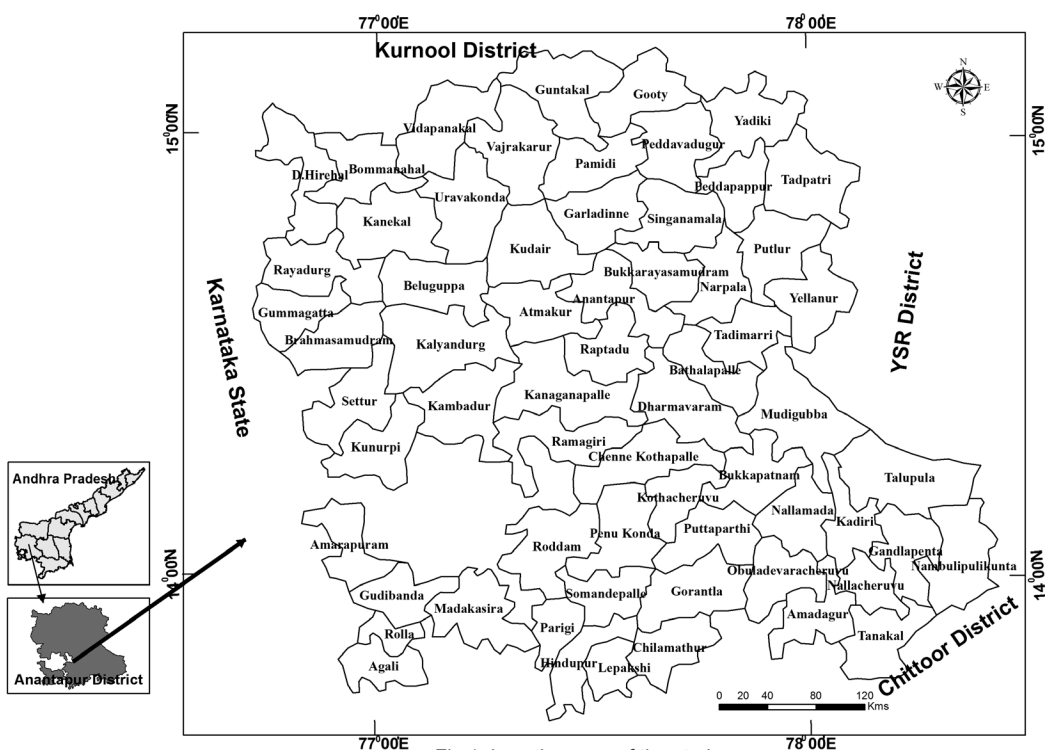 77°00'E
78°00'E
Kurnool District
N
W
E
S
15°00'N
15°00'N
Guntakal
Gooty
Yadiki
Vidapanakal
Vajrakarur
Peddavadugur
Pamidi
D.Hirehal
Bommanahal
Tadpatri
Peddapappur
Uravakonda
Kanekal
Garladinne
Singanamala
Kudair
Putlur
Rayadurg
Bukkarayasamudram
Beluguppa
Narpala
Anantapur
Yellanur
Gummagatta
Atmakur
Karnataka State
YSR District
Brahmasamudram
Kalyandurg
Raptadu
Tadimarri
Bathalapalle
Settur
Kambadur
Kanaganapalle
Dharmavaram
Mudigubba
Kunurpi
Ramagiri
Chenne Kothapalle
Andhra Pradesh
Bukkapatnam
Talupula
Kothacheruvu
Nallamada
Kadiri
Penu Konda
Puttaparthi
Amarapuram
Roddam
Gandlapenta
Nambulipulikunta
Obuladevaracheruvu
14°00'N
14°00'N
Gudibanda
Somandepalle
Gorantla
Nallacheruvu
Madakasira
Amadagur
Parigi
Rolla
Tanakal
Chilamathur
Chittoor District
Agali
Hindupur
Lepakshi
Anantapur District
0 20 40 80 120
Kms
77°00'E
78°00'E